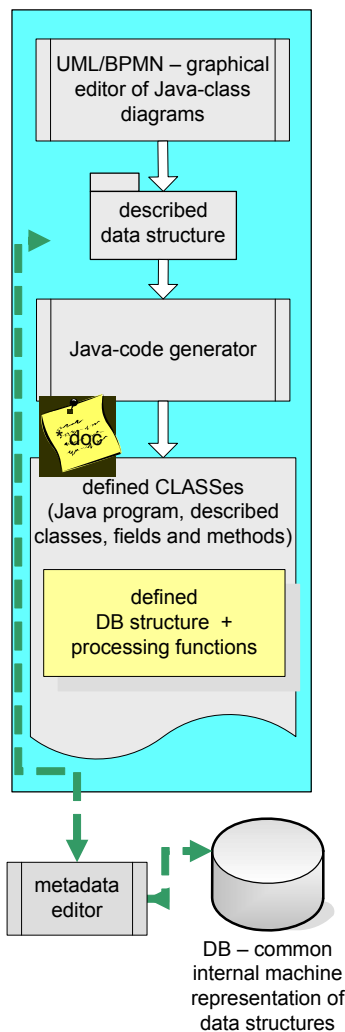 UML/BPMN – graphical
editor of Java-class
diagrams
described
data structure
Java-code generator
*.doc
defined CLASSes
(Java program, described
classes, fields and methods)
defined
DB structure +
processing functions
metadata
editor
DB – common
internal machine
representation of
data structures